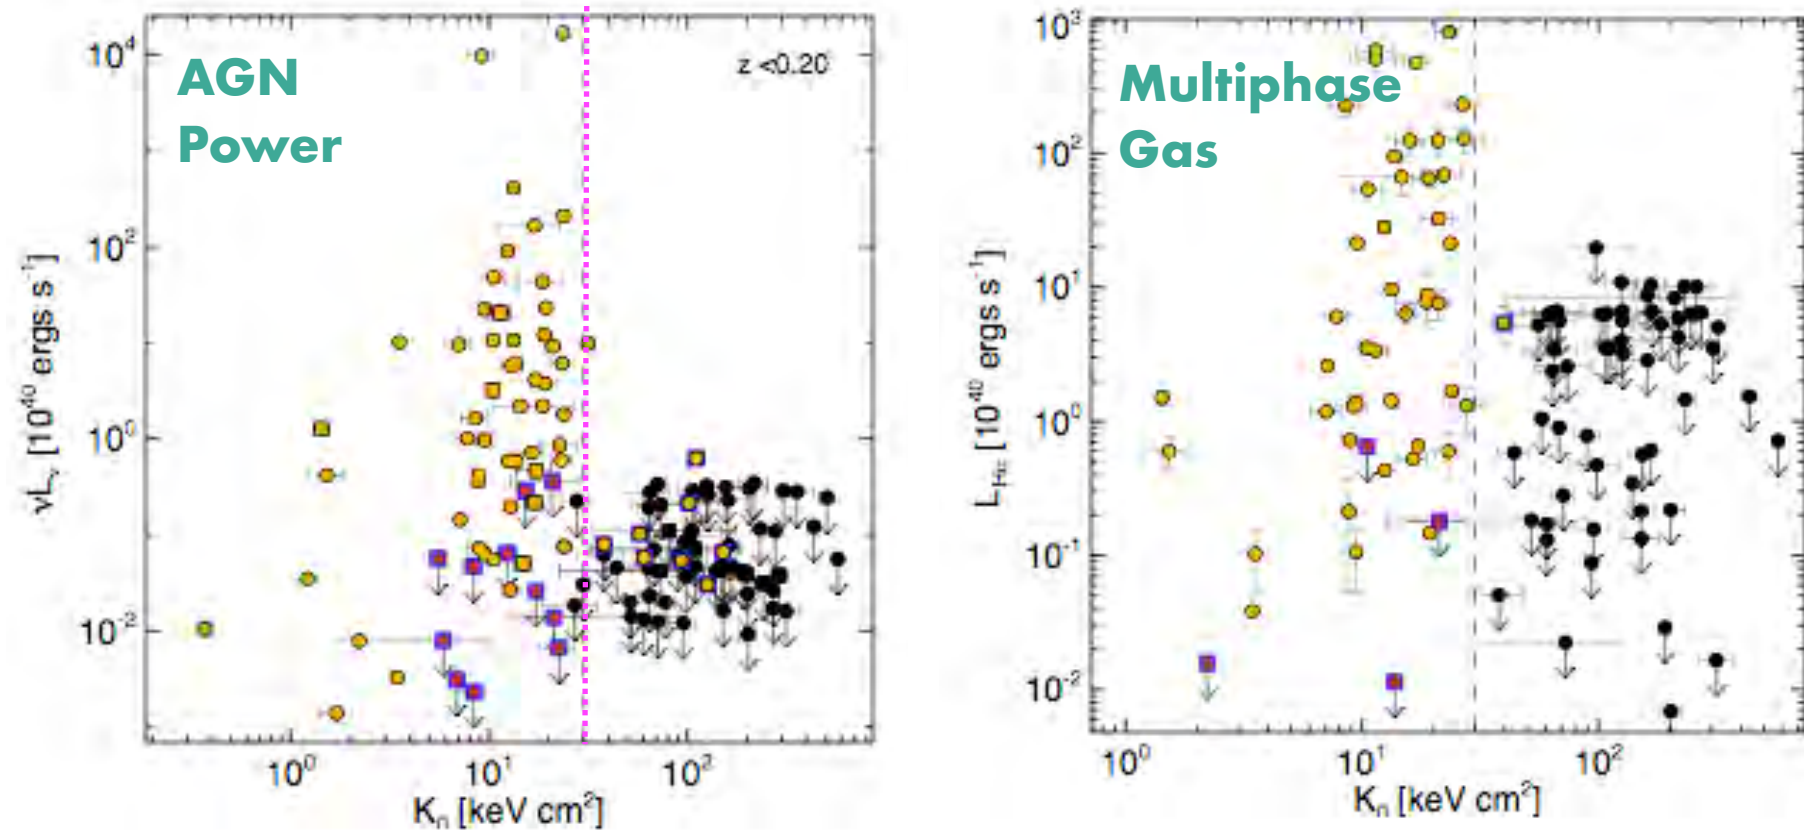 AGN
Power
z <0.20
10⁴
10²
10⁰
10⁻²
νLᵥ [10⁴⁰ ergs s⁻¹]
10⁰ 10¹ 10²
K₀ [keV cm²]
Multiphase
Gas
10³
10²
10¹
10⁰
10⁻¹
10⁻²
L_Hα [10⁴⁰ ergs s⁻¹]
10⁰ 10¹ 10²
K₀ [keV cm²]